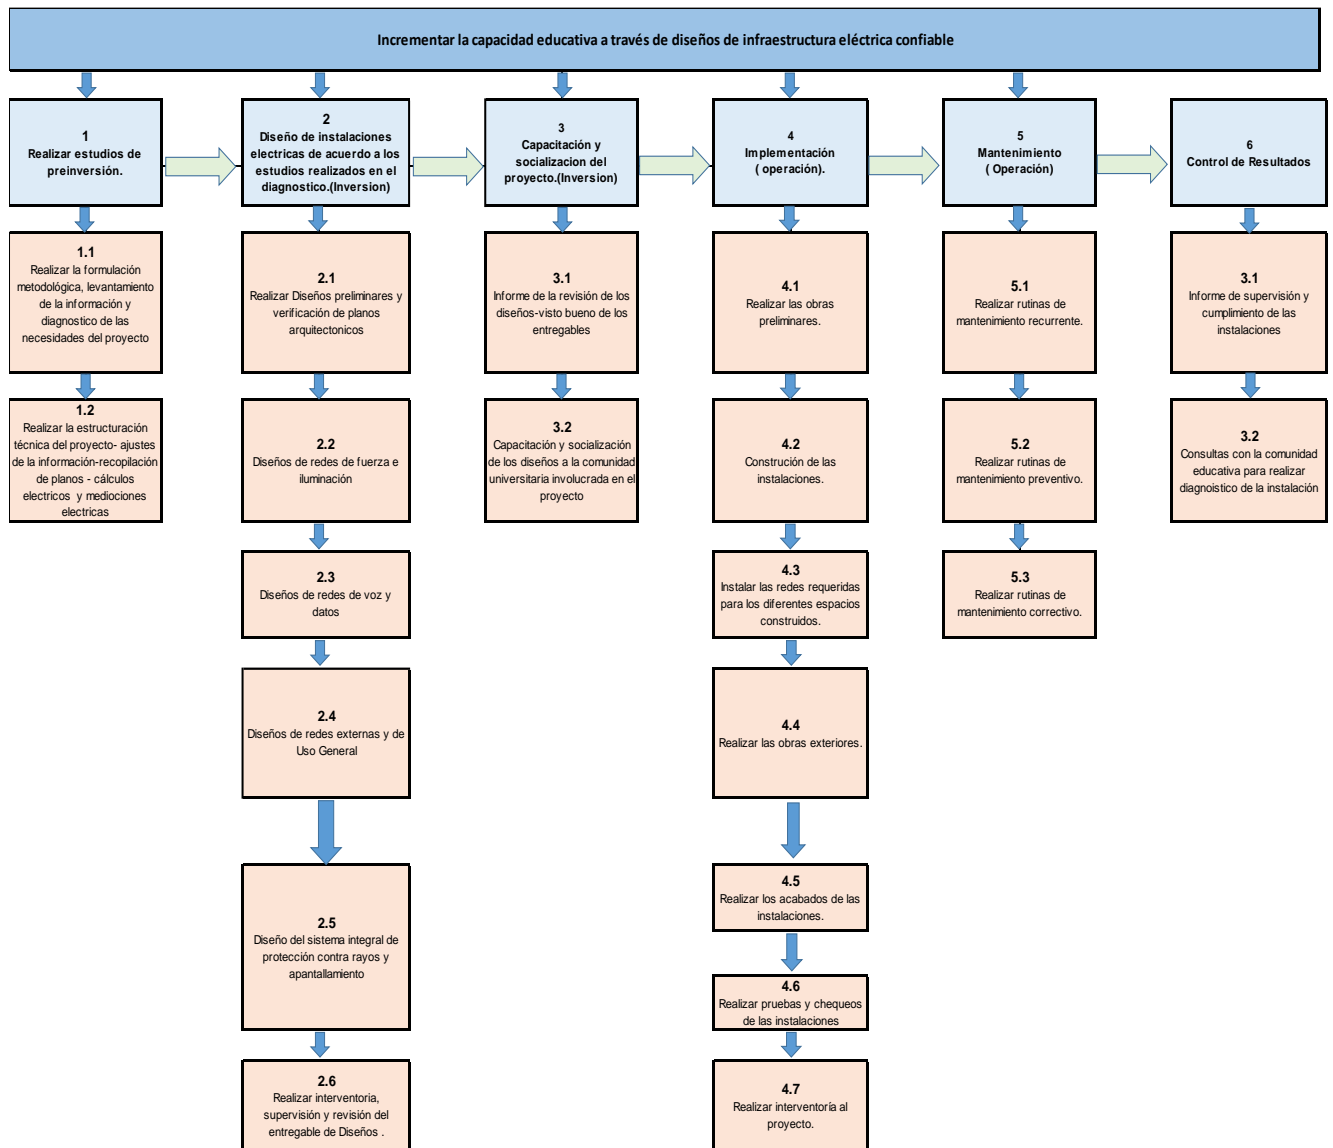 Incrementar la capacidad educativa a través de diseños de infraestructura eléctrica confiable
1
Realizar estudios de
preinversión.
2
Diseño de instalaciones
electricas de acuerdo a los
estudios realizados en el
diagnostico.(Inversion)
3
Capacitación y
socializacion del
proyecto.(Inversion)
4
Implementación
( operación).
5
Mantenimiento
( Operación)
6
Control de Resultados
1.1
Realizar la formulación
metodológica, levantamiento
de la información y
diagnostico de las
necesidades del proyecto
1.2
Realizar la estructuración
técnica del proyecto- ajustes
de la información-recopilación
de planos - cálculos
electricos y mediociones
electricas
2.1
Realizar Diseños preliminares y
verificación de planos
arquitectonicos
2.2
Diseños de redes de fuerza e
iluminación
2.3
Diseños de redes de voz y
datos
2.4
Diseños de redes externas y de
Uso General
2.5
Diseño del sistema integral de
protección contra rayos y
apantallamiento
2.6
Realizar interventoria,
supervisión y revisión del
entregable de Diseños .
3.1
Informe de la revisión de los
diseños-visto bueno de los
entregables
3.2
Capacitación y socialización
de los diseños a la comunidad
universitaria involucrada en el
proyecto
4.1
Realizar las obras
preliminares.
4.2
Construción de las
instalaciones.
4.3
Instalar las redes requeridas
para los diferentes espacios
construidos.
4.4
Realizar las obras exteriores.
4.5
Realizar los acabados de las
instalaciones.
4.6
Realizar pruebas y chequeos
de las instalaciones
4.7
Realizar interventoría al
proyecto.
5.1
Realizar rutinas de
mantenimiento recurrente.
5.2
Realizar rutinas de
mantenimiento preventivo.
5.3
Realizar rutinas de
mantenimiento correctivo.
3.1
Informe de supervisión y
cumplimiento de las
instalaciones
3.2
Consultas con la comunidad
educativa para realizar
diagnoistico de la instalación